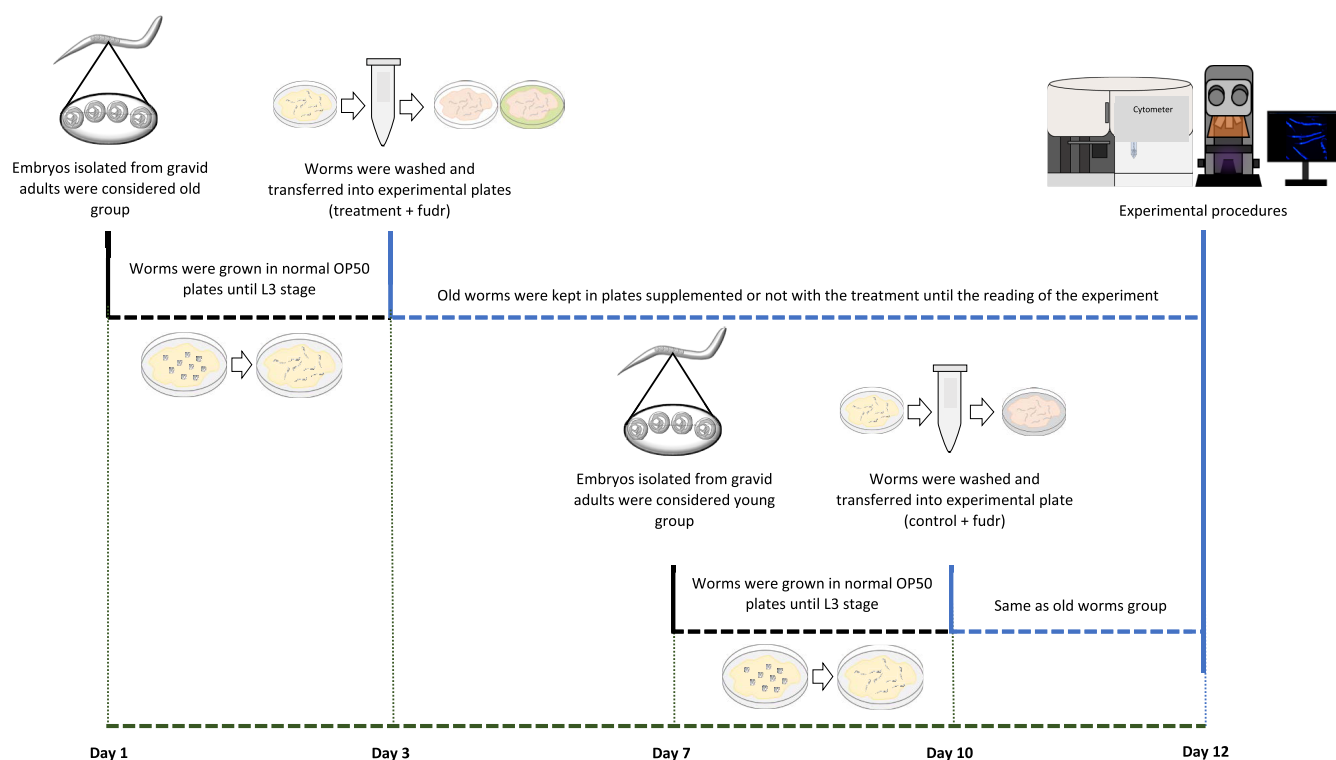 Cytometer
Embryos isolated from gravid
adults were considered old
group
Worms were washed and
transferred into experimental plates
(treatment + fudr)
Experimental procedures
Worms were grown in normal OP50
plates until L3 stage
Old worms were kept in plates supplemented or not with the treatment until the reading of the experiment
Embryos isolated from gravid
adults were considered young
group
Worms were washed and
transferred into experimental plate
(control + fudr)
Worms were grown in normal OP50
plates until L3 stage
Same as old worms group
Day 1
Day 3
Day 7
Day 10
Day 12